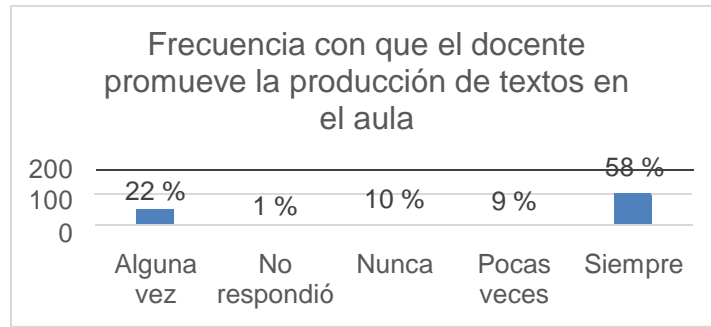 Frecuencia con que el docente
promueve la producción de textos en
el aula
200
100
0
22 %
1 %
10 %
9 %
58 %
Alguna
vez
No
respondió
Nunca
Pocas
veces
Siempre